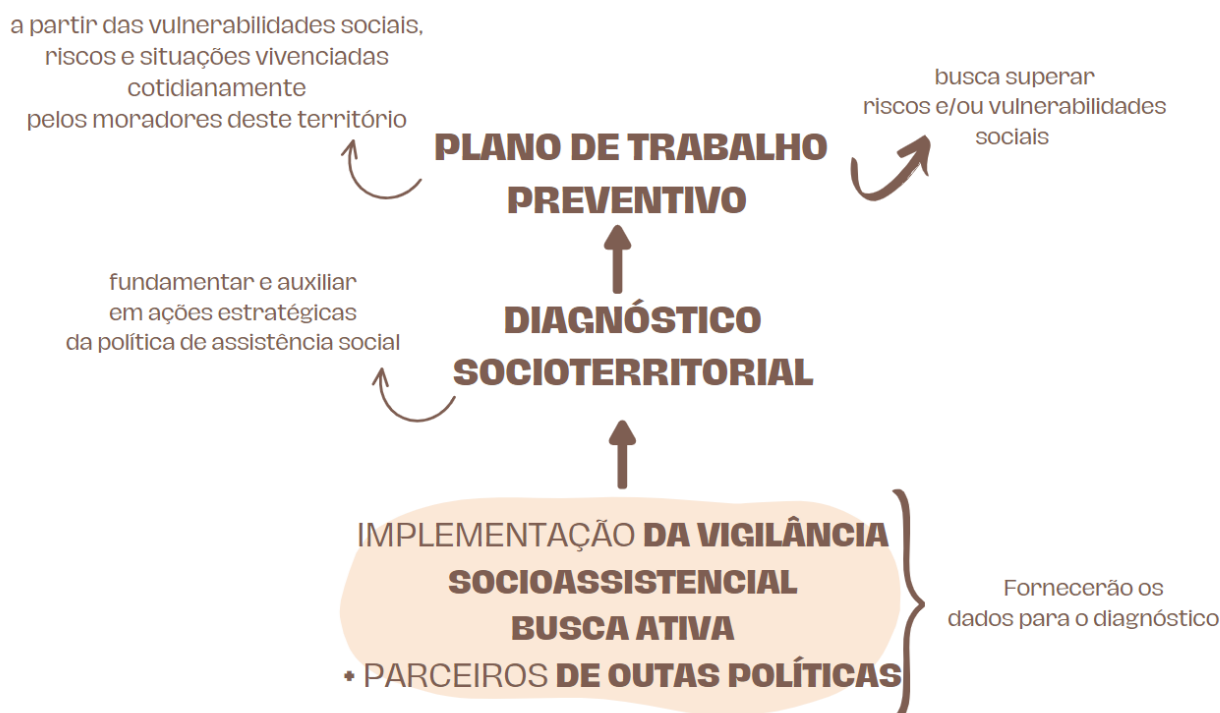 a partir das vulnerabilidades sociais,
riscos e situações vivenciadas
cotidianamente
pelos moradores deste território
busca superar
riscos e/ou vulnerabilidades
sociais
PLANO DE TRABALHO
PREVENTIVO
fundamentar e auxiliar
em ações estratégicas
da política de assistência social
DIAGNÓSTICO
SOCIOTERRITORIAL
IMPLEMENTAÇÃO DA VIGILÂNCIA
SOCIOASSISTENCIAL
BUSCA ATIVA
+ PARCEIROS DE OUTAS POLÍTICAS
Fornecerão os
dados para o diagnóstico